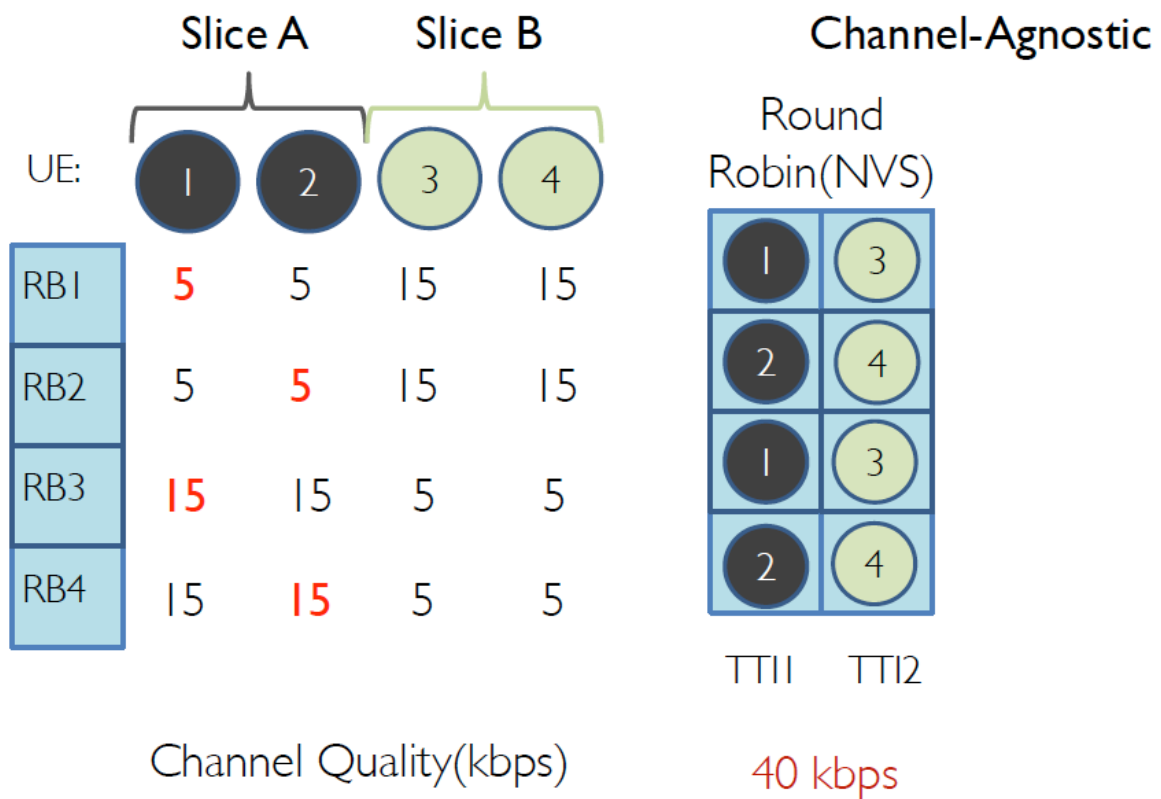 Slice A Slice B Channel-Agnostic
Round
Robin(NVS)
UE: 1 2 3 4
RB1 5 5 15 15 1 3
RB2 5 5 15 15 2 4
RB3 15 15 5 5 1 3
RB4 15 15 5 5 2 4
TTI1 TTI2
Channel Quality(kbps) 40 kbps